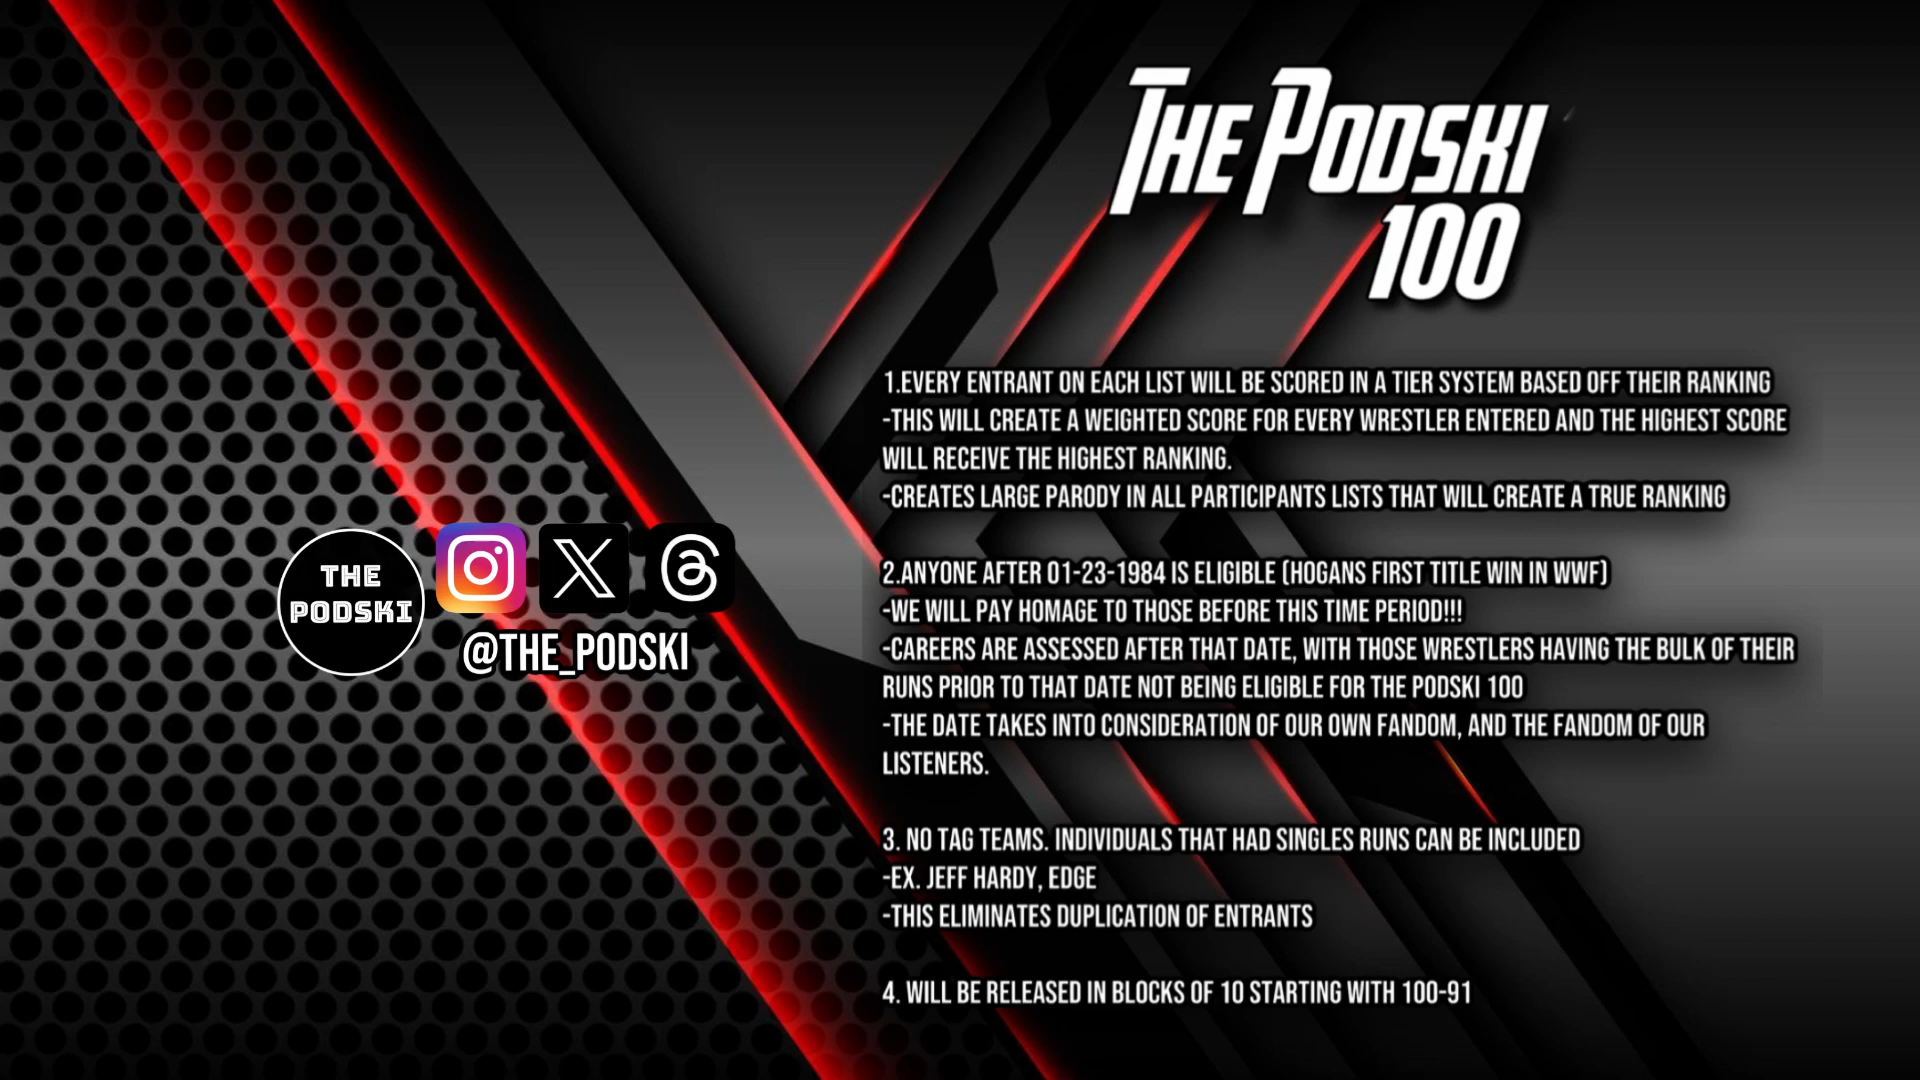 THE PODSKI
100
1.EVERY ENTRANT ON EACH LIST WILL BE SCORED IN A TIER SYSTEM BASED OFF THEIR RANKING
-THIS WILL CREATE A WEIGHTED SCORE FOR EVERY WRESTLER ENTERED AND THE HIGHEST SCORE
WILL RECEIVE THE HIGHEST RANKING.
-CREATES LARGE PARODY IN ALL PARTICIPANTS LISTS THAT WILL CREATE A TRUE RANKING
2.ANYONE AFTER 01-23-1984 IS ELIGIBLE (HOGANS FIRST TITLE WIN IN WWF)
-WE WILL PAY HOMAGE TO THOSE BEFORE THIS TIME PERIOD!!!
-CAREERS ARE ASSESSED AFTER THAT DATE, WITH THOSE WRESTLERS HAVING THE BULK OF THEIR
RUNS PRIOR TO THAT DATE NOT BEING ELIGIBLE FOR THE PODSKI 100
-THE DATE TAKES INTO CONSIDERATION OF OUR OWN FANDOM, AND THE FANDOM OF OUR
LISTENERS.
3. NO TAG TEAMS. INDIVIDUALS THAT HAD SINGLES RUNS CAN BE INCLUDED
-EX. JEFF HARDY, EDGE
-THIS ELIMINATES DUPLICATION OF ENTRANTS
4. WILL BE RELEASED IN BLOCKS OF 10 STARTING WITH 100-91
THE
PODSKI
@THE_PODSKI